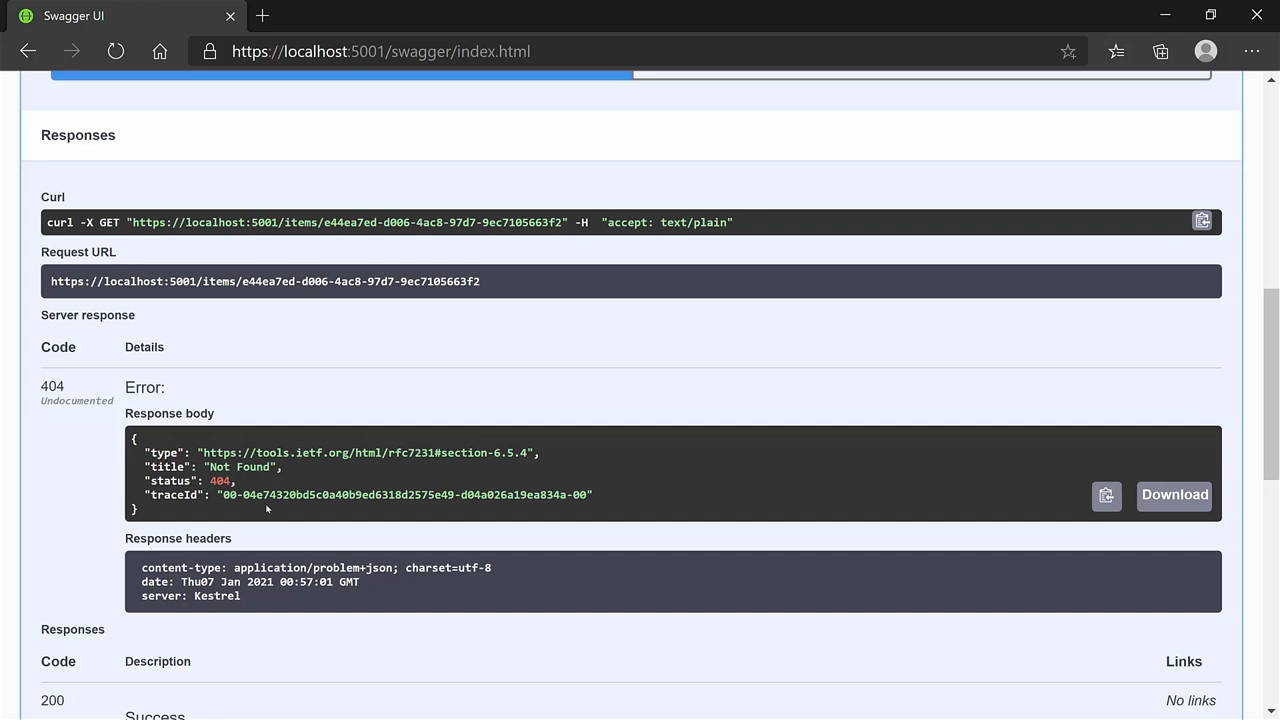 Swagger UI
https://localhost:5001/swagger/index.html
Responses
Curl
curl -X GET "https://localhost:5001/items/e44ea7ed-d006-4ac8-97d7-9ec7105663f2" -H  "accept: text/plain"
Request URL
https://localhost:5001/items/e44ea7ed-d006-4ac8-97d7-9ec7105663f2
Server response
Code Details
404 Error:
Undocumented
Response body
{
"type": "https://tools.ietf.org/html/rfc7231#section-6.5.4",
"title": "Not Found",
"status": 404,
"traceId": "00-04e74320bd5c0a40b9ed6318d2575e49-d04a026a19ea834a-00"
}
Download
Response headers
content-type: application/problem+json; charset=utf-8
date: Thu07 Jan 2021 00:57:01 GMT
server: Kestrel
Responses
Code Description Links
200 No links
Success